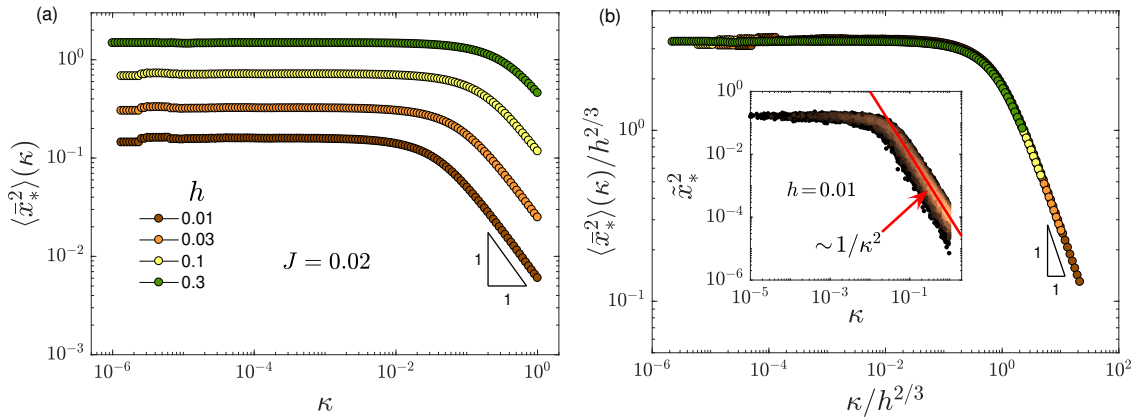 (a)
10^0
10^{-1}
10^{-2}
10^{-3}
⟨x̄_*^2⟩(κ)
h
0.01
0.03
0.1
0.3
J = 0.02
1
1
10^{-6} 10^{-4} 10^{-2} 10^0
κ
(b)
10^0
10^{-1}
⟨x̄_*^2⟩(κ)/h^{2/3}
10^0
10^{-2}
10^{-4}
10^{-6}
x̃_*^2
h = 0.01
∼1/κ^2
10^{-5} 10^{-3} 10^{-1}
κ
1
1
10^{-6} 10^{-4} 10^{-2} 10^0 10^2
κ/h^{2/3}